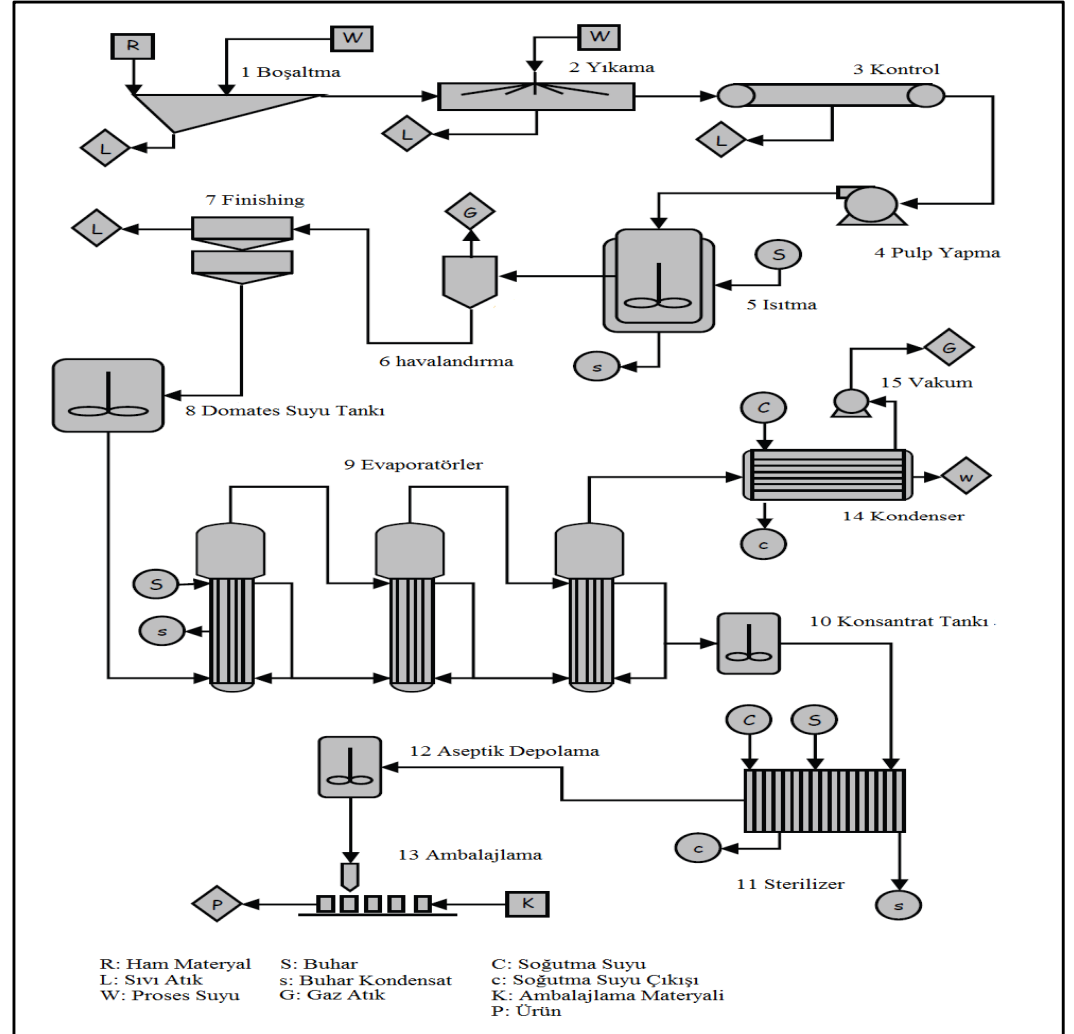 R
W
1 Boşaltma
L
W
2 Yıkama
L
3 Kontrol
L
4 Pulp Yapma
S
5 Isıtma
s
G
6 havalandırma
7 Finishing
L
8 Domates Suyu Tankı
9 Evaporatörler
S
s
C
c
14 Kondenser
w
15 Vakum
G
10 Konsantrat Tankı
C
S
11 Sterilizer
c
s
12 Aseptik Depolama
13 Ambalajlama
P
K
R: Ham Materyal
L: Sıvı Atık
W: Proses Suyu
S: Buhar
s: Buhar Kondensat
G: Gaz Atık
C: Soğutma Suyu
c: Soğutma Suyu Çıkışı
K: Ambalajlama Materyali
P: Ürün